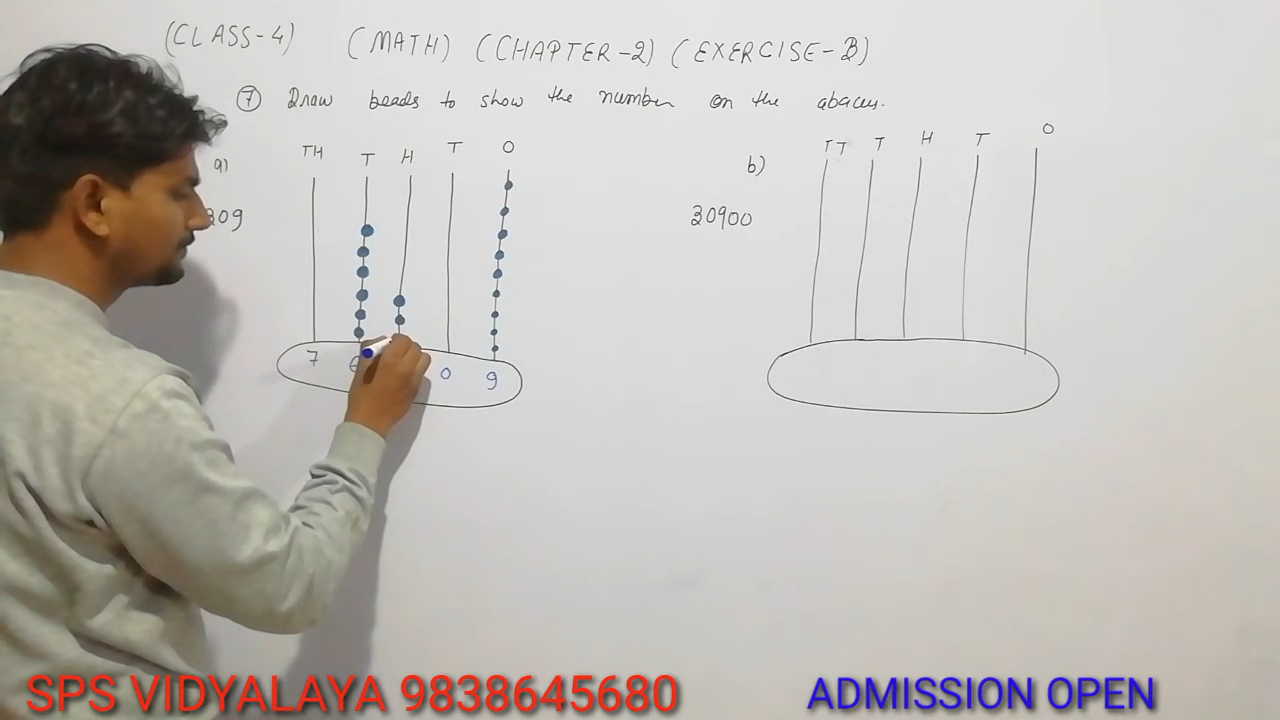 (CLASS-4) (MATH) (CHAPTER-2) (EXERCISE-B)
7 Draw beads to show the number on the abacus.
a) TH T H T O
309
7 0 9
b) TT T H T O
30900
SPS VIDYALAYA 9838645680
ADMISSION OPEN